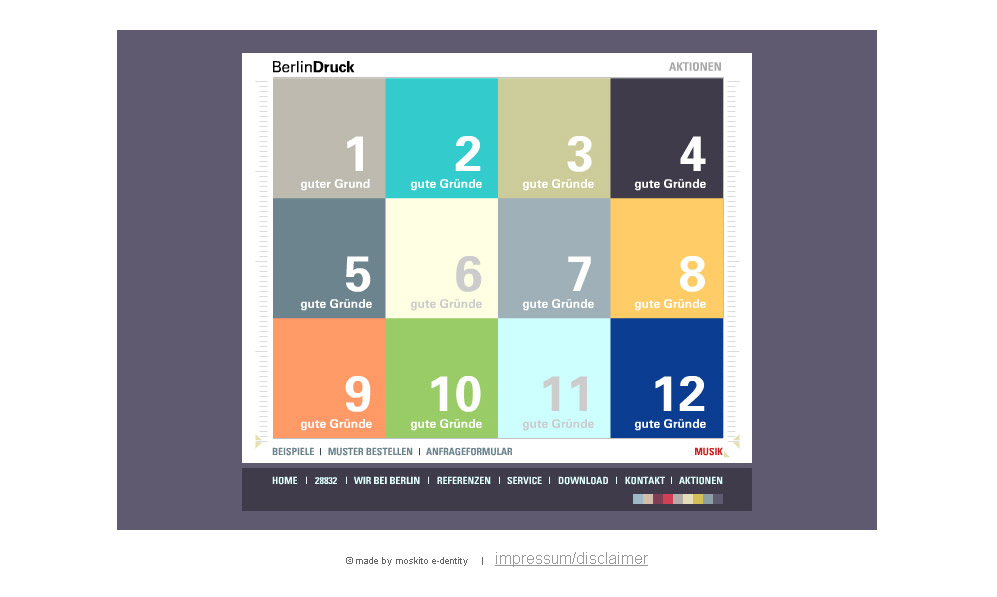 BerlinDruck AKTIONEN
1 2 3 4
guter Grund gute Gründe gute Gründe gute Gründe
5 6 7 8
gute Gründe gute Gründe gute Gründe gute Gründe
9 10 11 12
gute Gründe gute Gründe gute Gründe gute Gründe
BEISPIELE | MUSTER BESTELLEN | ANFRAGEFORMULAR MUSIK
HOME | 28832 | WIR BEI BERLIN | REFERENZEN | SERVICE | DOWNLOAD | KONTAKT | AKTIONEN
© made by moskito e-dentity | impressum/disclaimer